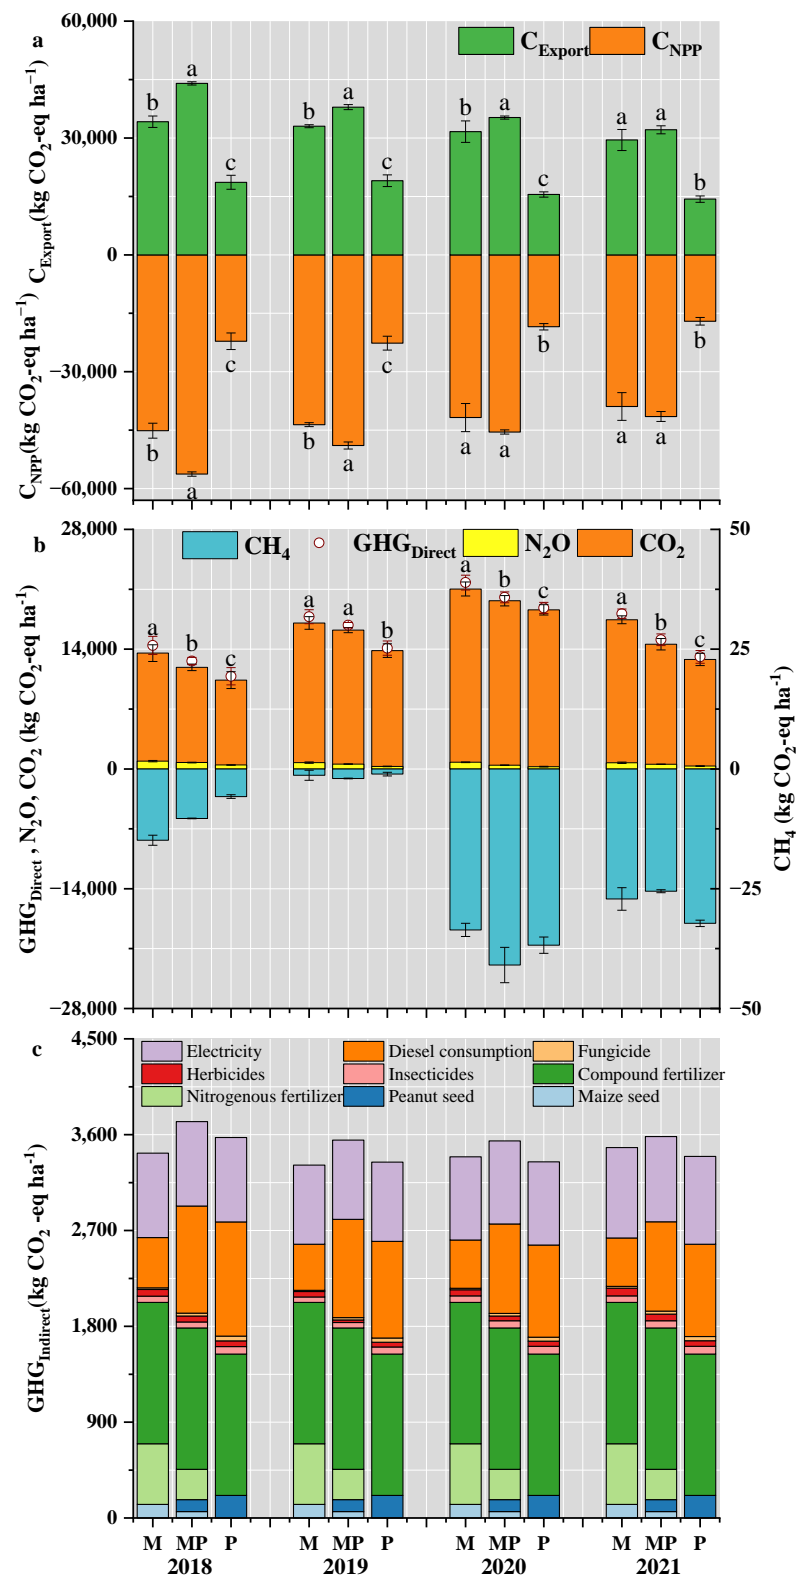 a
C_Export
C_NPP
C_NPP(kg CO₂-eq ha⁻¹) C_Export(kg CO₂-eq ha⁻¹)
60,000
30,000
0
−30,000
−60,000
b a c
b a c
b a c
a a b
b a c
b a c
a a b
a a b
b
CH₄
GHG_Direct
N₂O
CO₂
GHG_Direct, N₂O, CO₂ (kg CO₂-eq ha⁻¹)
28,000
14,000
0
−14,000
−28,000
a b c
a a b
a b c
a b c
50
25
0
−25
−50
CH₄ (kg CO₂-eq ha⁻¹)
c
Electricity Diesel consumption Fungicide
Herbicides Insecticides Compound fertilizer
Nitrogenous fertilizer Peanut seed Maize seed
GHG_Indirect(kg CO₂ -eq ha⁻¹)
4,500
3,600
2,700
1,800
900
0
M MP P M MP P M MP P M MP P
2018 2019 2020 2021